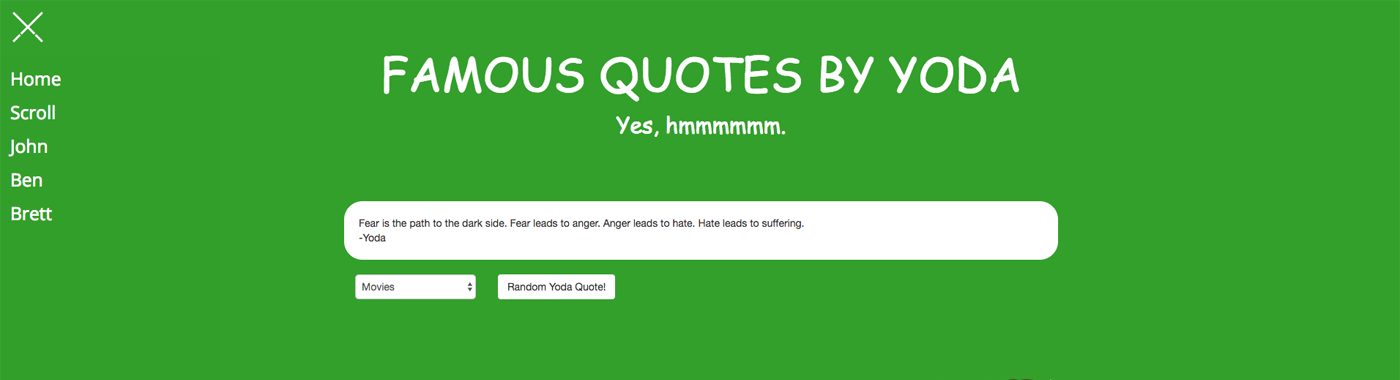 Home
Scroll
John
Ben
Brett
FAMOUS QUOTES BY YODA
Yes, hmmmmmm.
Fear is the path to the dark side. Fear leads to anger. Anger leads to hate. Hate leads to suffering.
-Yoda
Movies
Random Yoda Quote!